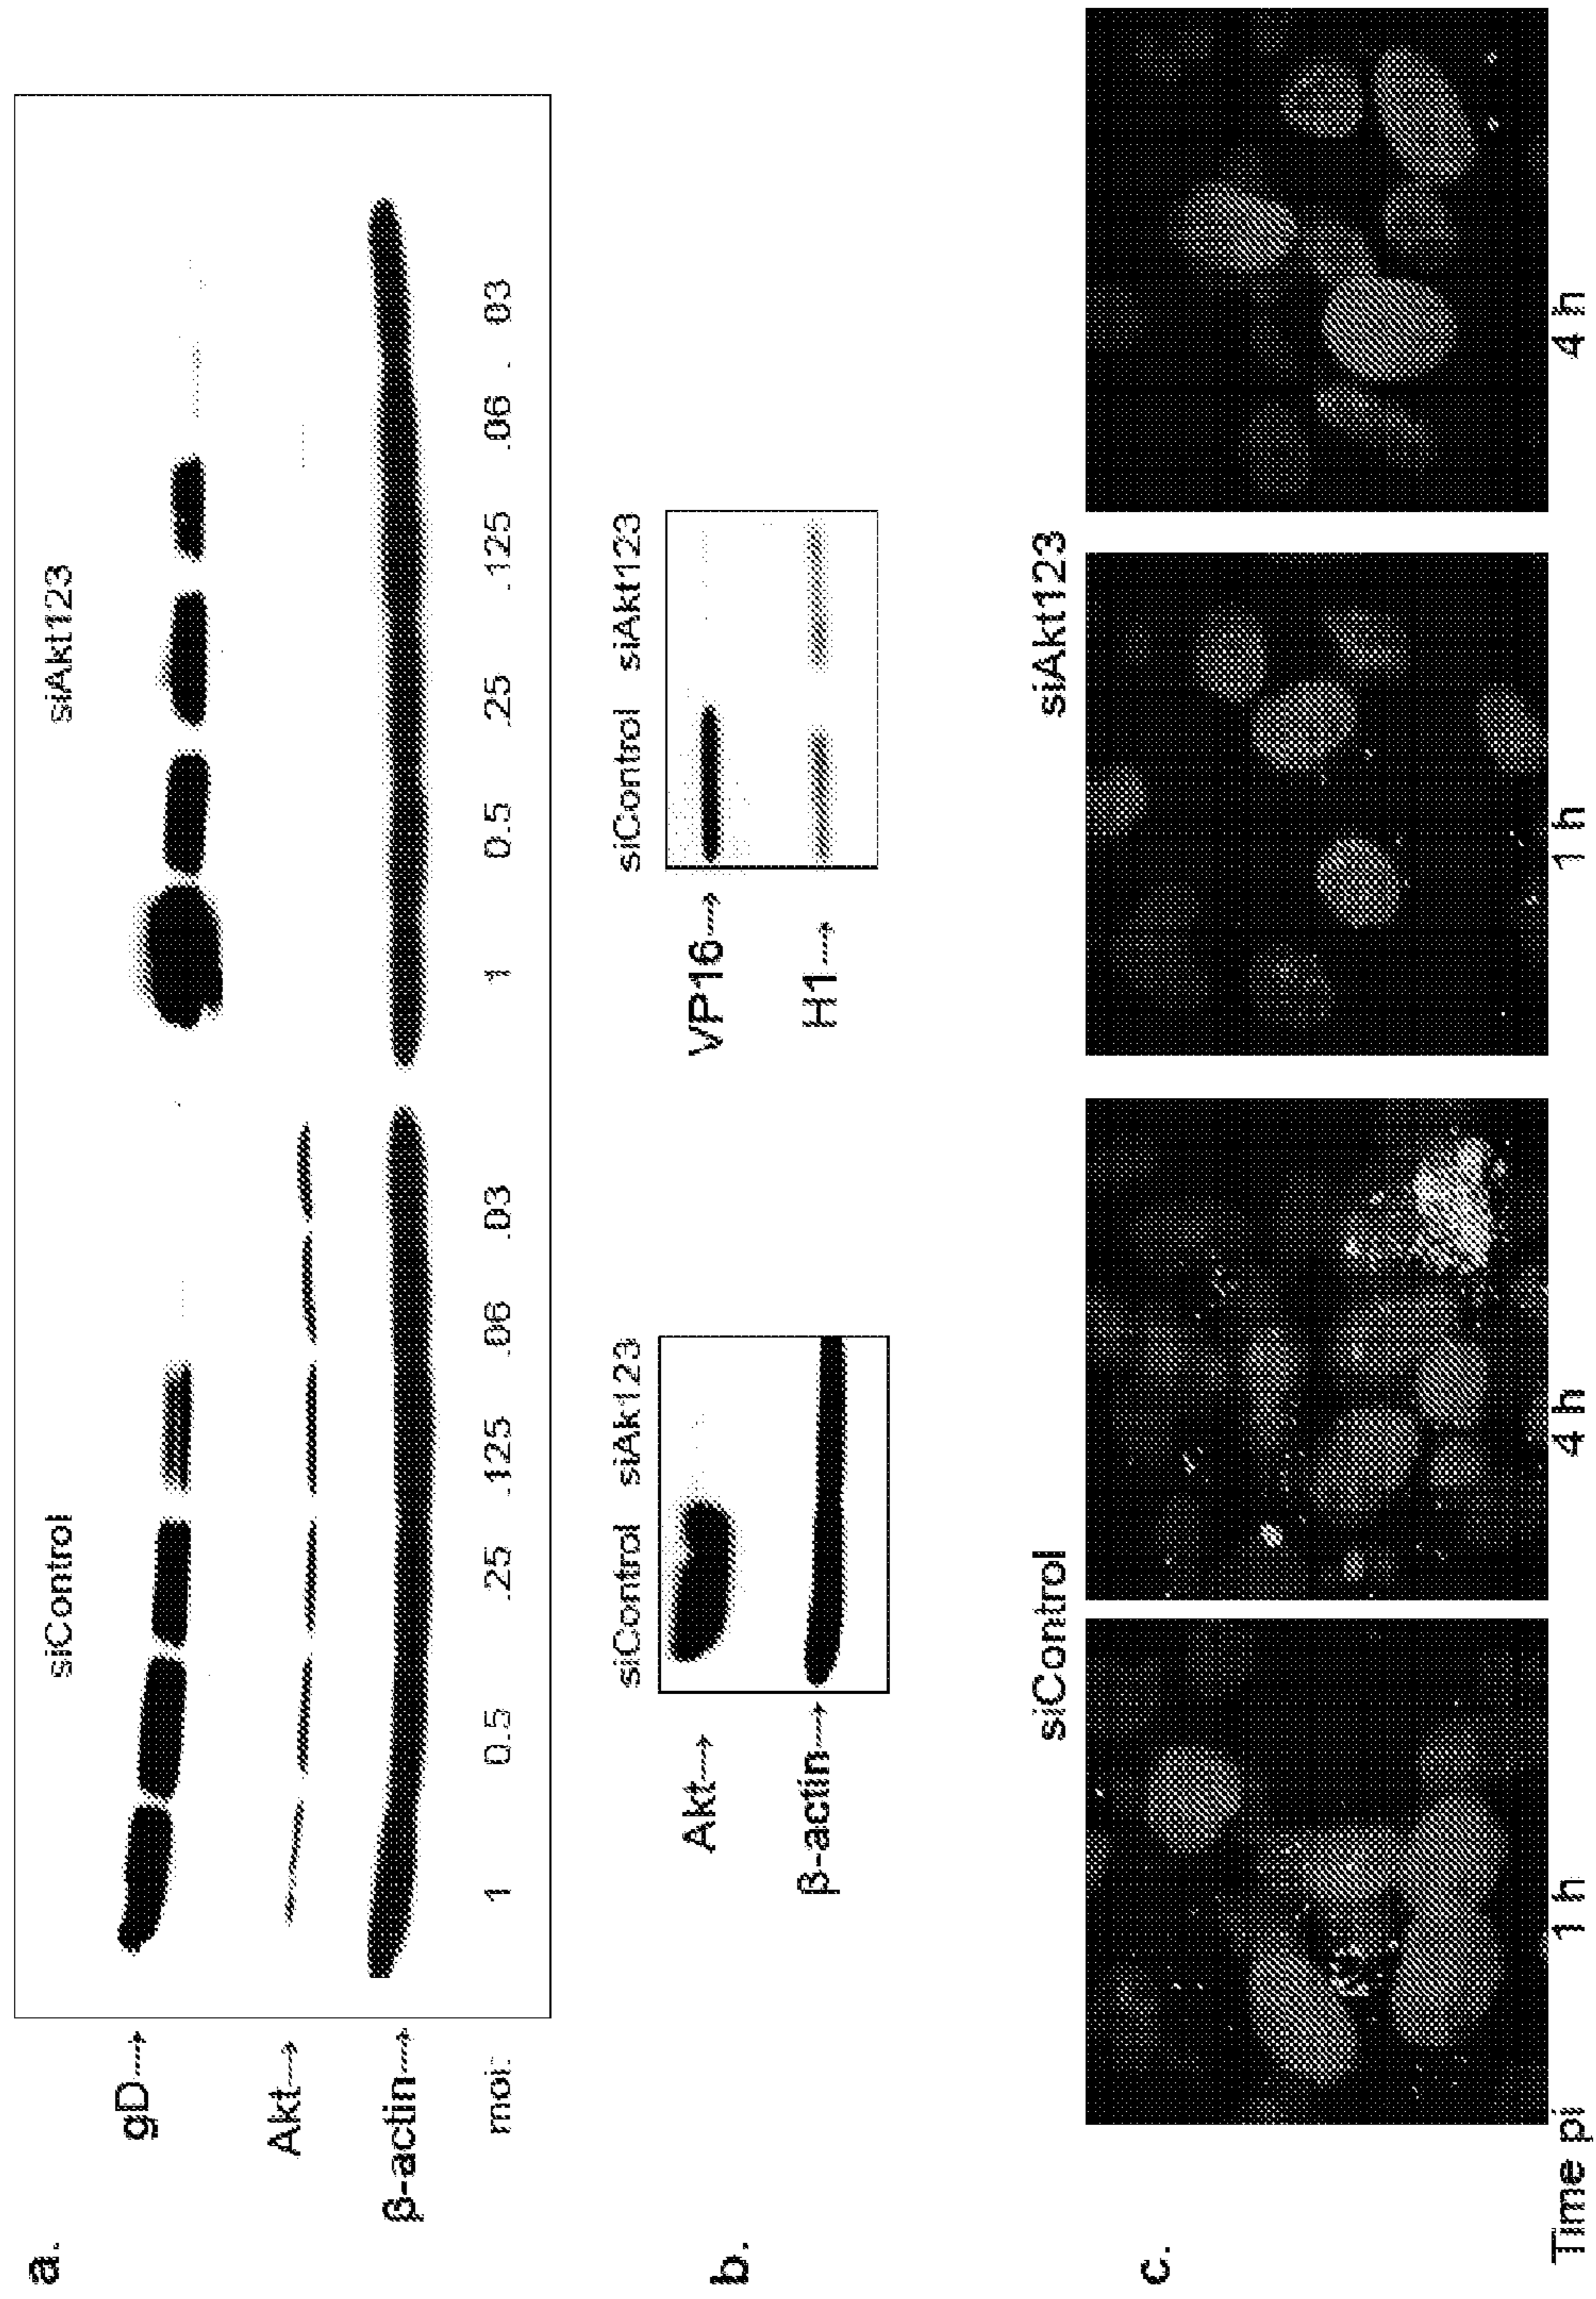 a.
siControl siAkt123
gD→
Akt→
β-actin→
moi: 1 0.5 .25 .125 .06 .03 1 0.5 .25 .125 .06 . 03
b.
siControl siAk123 siControl siAkt123
Akt→ VP16→
β-actin→ H1→
c.
siControl siAkt123
Time pi 1 h 4 h 1 h 4 h